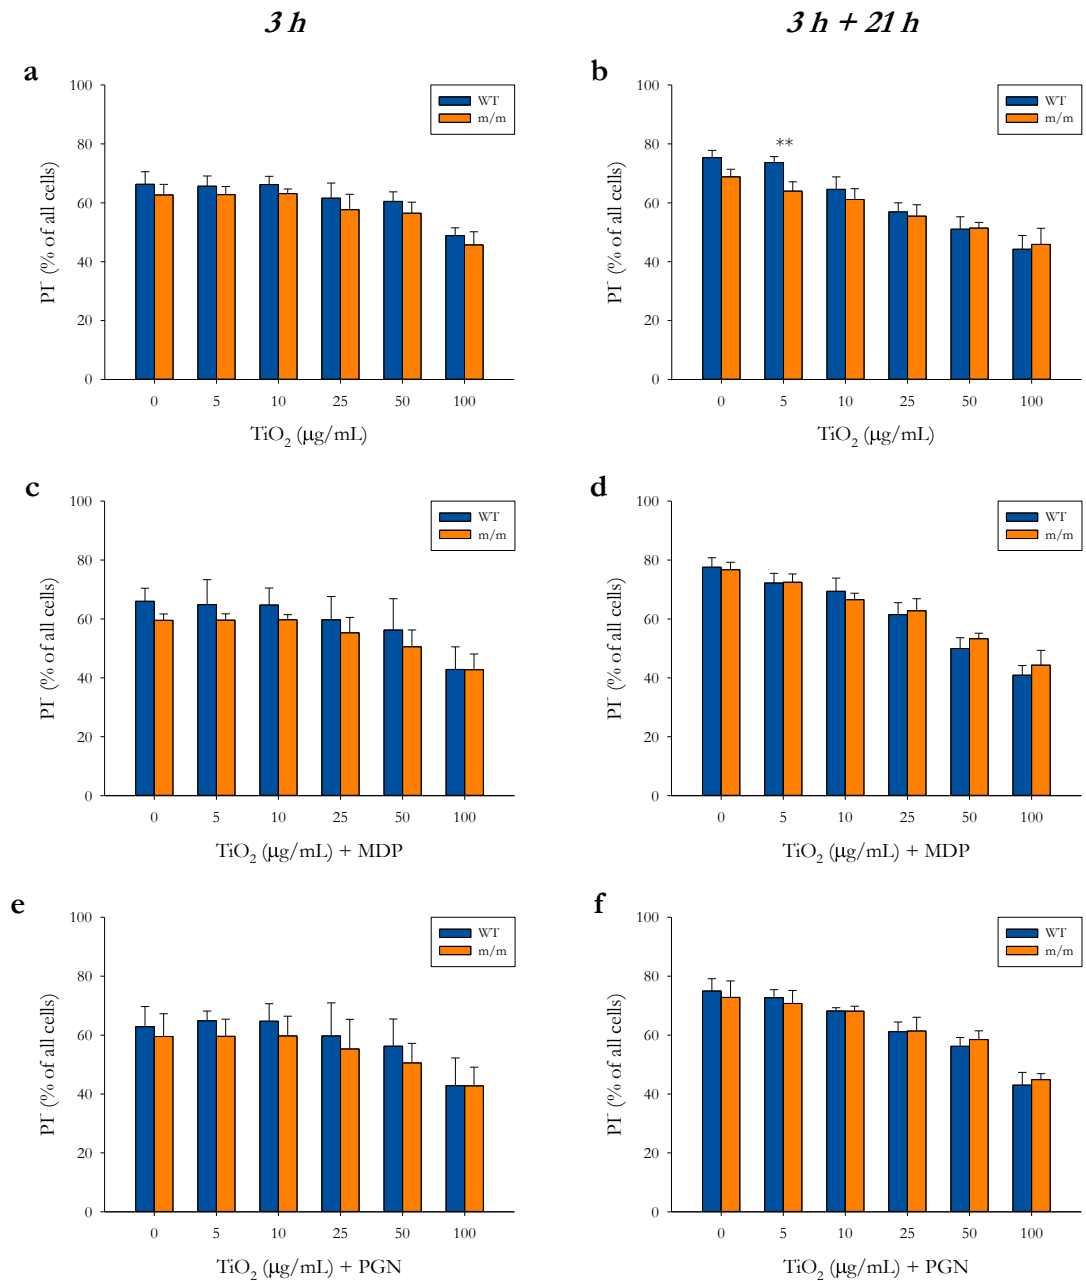 3 h
3 h + 21 h
a
100
80
60
40
20
0
PI⁻ (% of all cells)
WT
m/m
0 5 10 25 50 100
TiO₂ (μg/mL)
b
100
80
60
40
20
0
PI⁻ (% of all cells)
WT
m/m
**
0 5 10 25 50 100
TiO₂ (μg/mL)
c
100
80
60
40
20
0
PI⁻ (% of all cells)
WT
m/m
0 5 10 25 50 100
TiO₂ (μg/mL) + MDP
d
100
80
60
40
20
0
PI⁻ (% of all cells)
WT
m/m
0 5 10 25 50 100
TiO₂ (μg/mL) + MDP
e
100
80
60
40
20
0
PI⁻ (% of all cells)
WT
m/m
0 5 10 25 50 100
TiO₂ (μg/mL) + PGN
f
100
80
60
40
20
0
PI⁻ (% of all cells)
WT
m/m
0 5 10 25 50 100
TiO₂ (μg/mL) + PGN